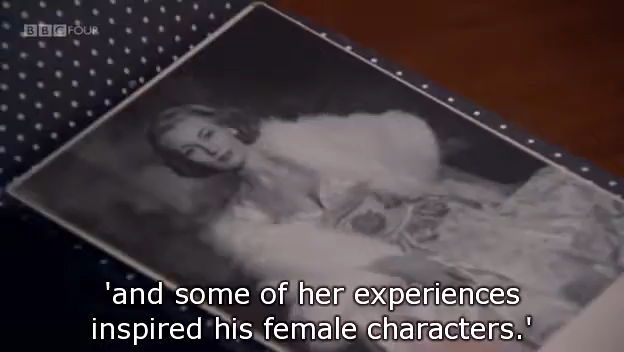 BBC FOUR
'and some of her experiences
inspired his female characters.'